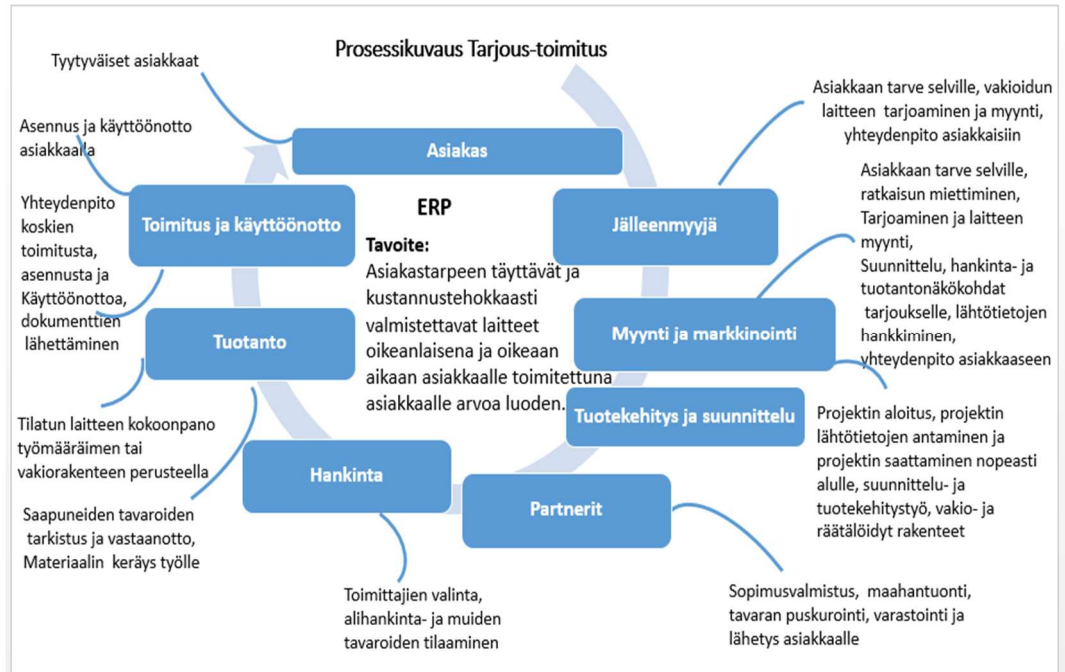 Prosessikuvaus Tarjous-toimitus
Tyytyväiset asiakkaat
Asiakas
Asiakkaan tarve selville, vakioidun
laitteen tarjoaminen ja myynti,
yhteydenpito asiakkaisiin
Jälleenmyyjä
Asiakkaan tarve selville,
ratkaisun miettiminen,
Tarjoaminen ja laitteen
myynti,
Suunnittelu, hankinta- ja
tuotantonäkökohdat
tarjoukselle, lähtötietojen
hankkiminen,
yhteydenpito asiakkaaseen
Myynti ja markkinointi
Projektin aloitus, projektin
lähtötietojen antaminen ja
projektin saattaminen nopeasti
alulle, suunnittelu- ja
tuotekehitystyö, vakio- ja
räätälöidyt rakenteet
Tuotekehitys ja suunnittelu
Partnerit
Sopimusvalmistus, maahantuonti,
tavaran puskurointi, varastointi ja
lähetys asiakkaalle
Hankinta
Toimittajien valinta,
alihankinta- ja muiden
tavaroiden tilaaminen
Tuotanto
Tilatun laitteen kokoonpano
työmääräimen tai
vakiorakenteen perusteella
Saapuneiden tavaroiden
tarkistus ja vastaanotto,
Materiaalin keräys työlle
Toimitus ja käyttöönotto
Asennus ja käyttöönotto
asiakkaalla
Yhteydenpito
koskien
toimitusta,
asennusta ja
Käyttöönottoa,
dokumenttien
lähettäminen
ERP
Tavoite:
Asiakastarpeen täyttävät ja
kustannustehokkaasti
valmistettavat laitteet
oikeanlaisena ja oikeaan
aikaan asiakkaalle toimitettuna
asiakkaalle arvoa luoden.